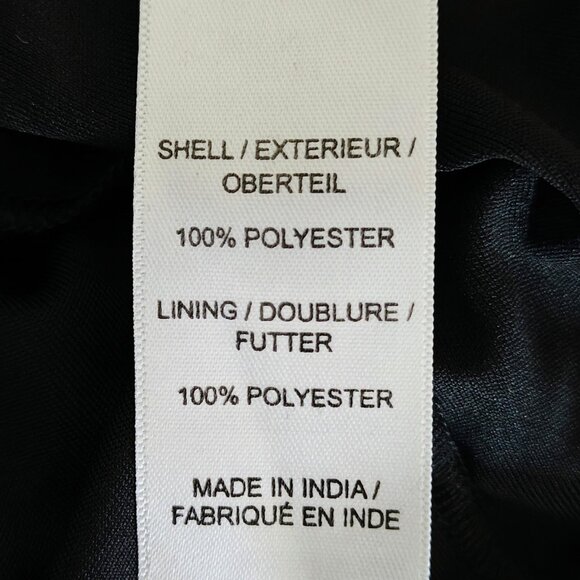 SHELL / EXTERIEUR /
OBERTEIL
100% POLYESTER
LINING / DOUBLURE /
FUTTER
100% POLYESTER
MADE IN INDIA /
FABRIQUÉ EN INDE